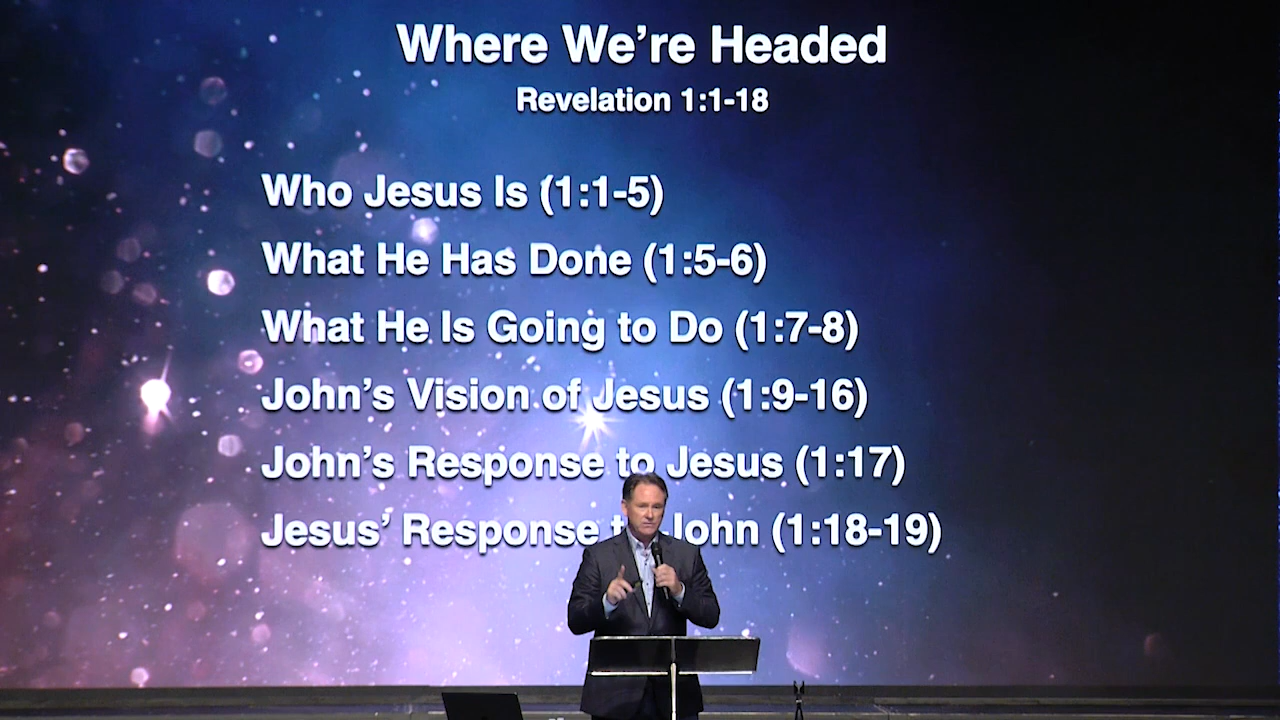 Where We're Headed
Revelation 1:1-18
Who Jesus Is (1:1-5)
What He Has Done (1:5-6)
What He Is Going to Do (1:7-8)
John's Vision of Jesus (1:9-16)
John's Response to Jesus (1:17)
Jesus' Response to John (1:18-19)